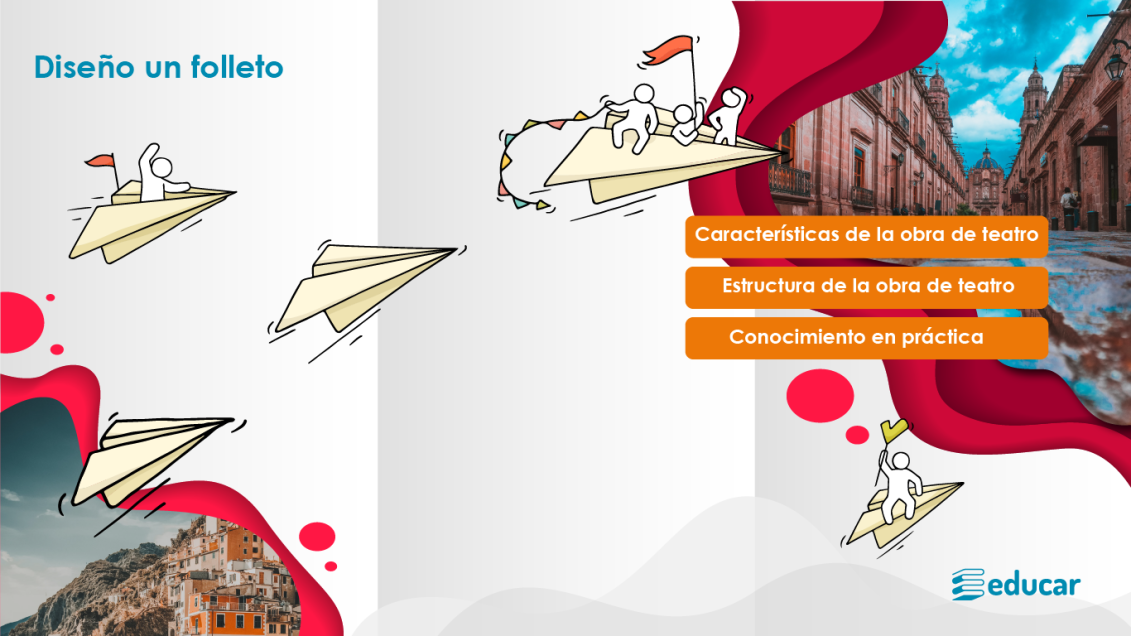 Diseño un folleto
Características de la obra de teatro
Estructura de la obra de teatro
Conocimiento en práctica
educar